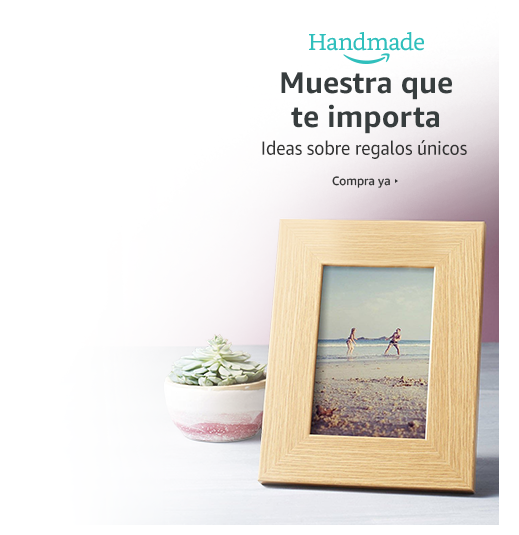 Handmade
Muestra que
te importa
Ideas sobre regalos únicos
Compra ya ›